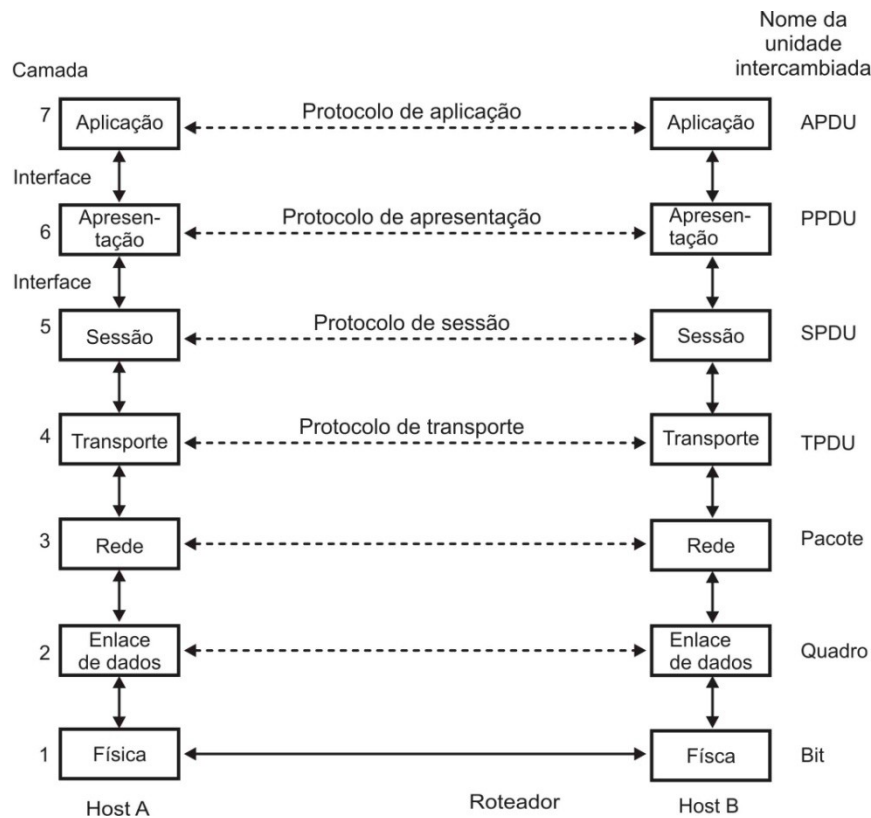 Nome da
unidade
intercambiada
Camada
7 Aplicação Protocolo de aplicação Aplicação APDU
Interface
6 Apresen-
tação Protocolo de apresentação Apresen-
tação PPDU
Interface
5 Sessão Protocolo de sessão Sessão SPDU
4 Transporte Protocolo de transporte Transporte TPDU
3 Rede Rede Pacote
2 Enlace
de dados Enlace
de dados Quadro
1 Física Físca Bit
Host A Roteador Host B